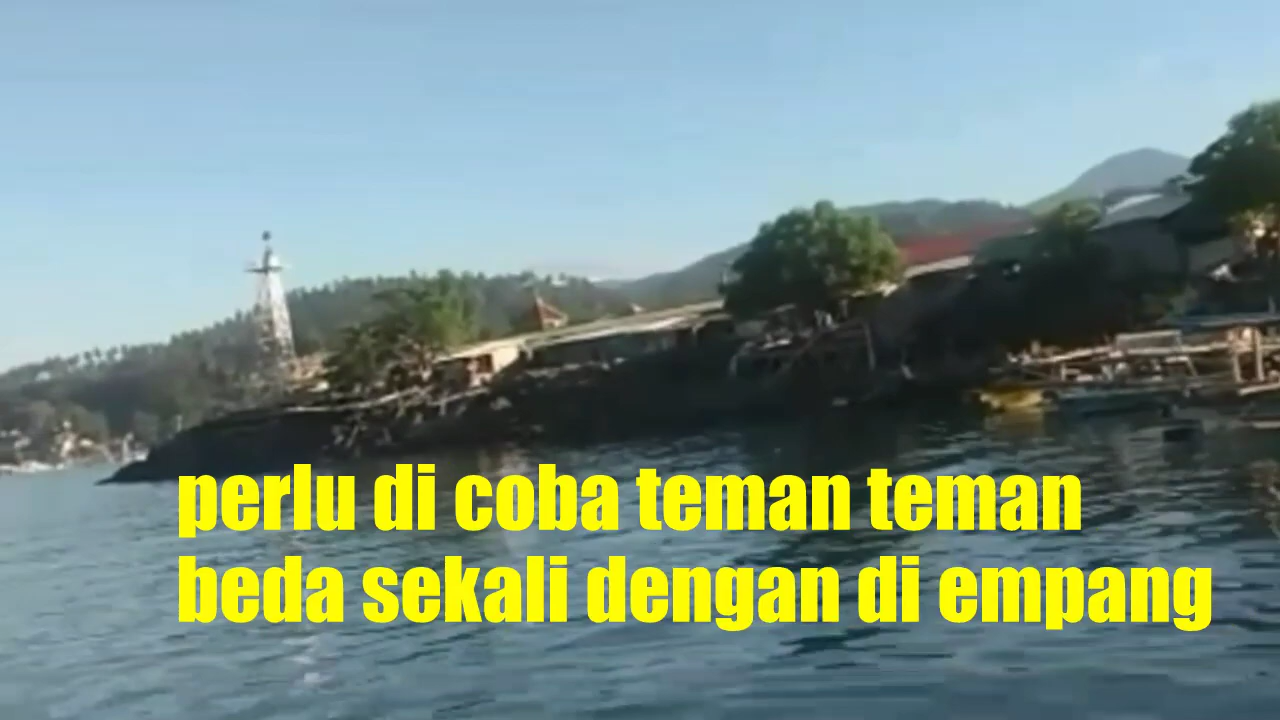 perlu di coba teman teman
beda sekali dengan di empang